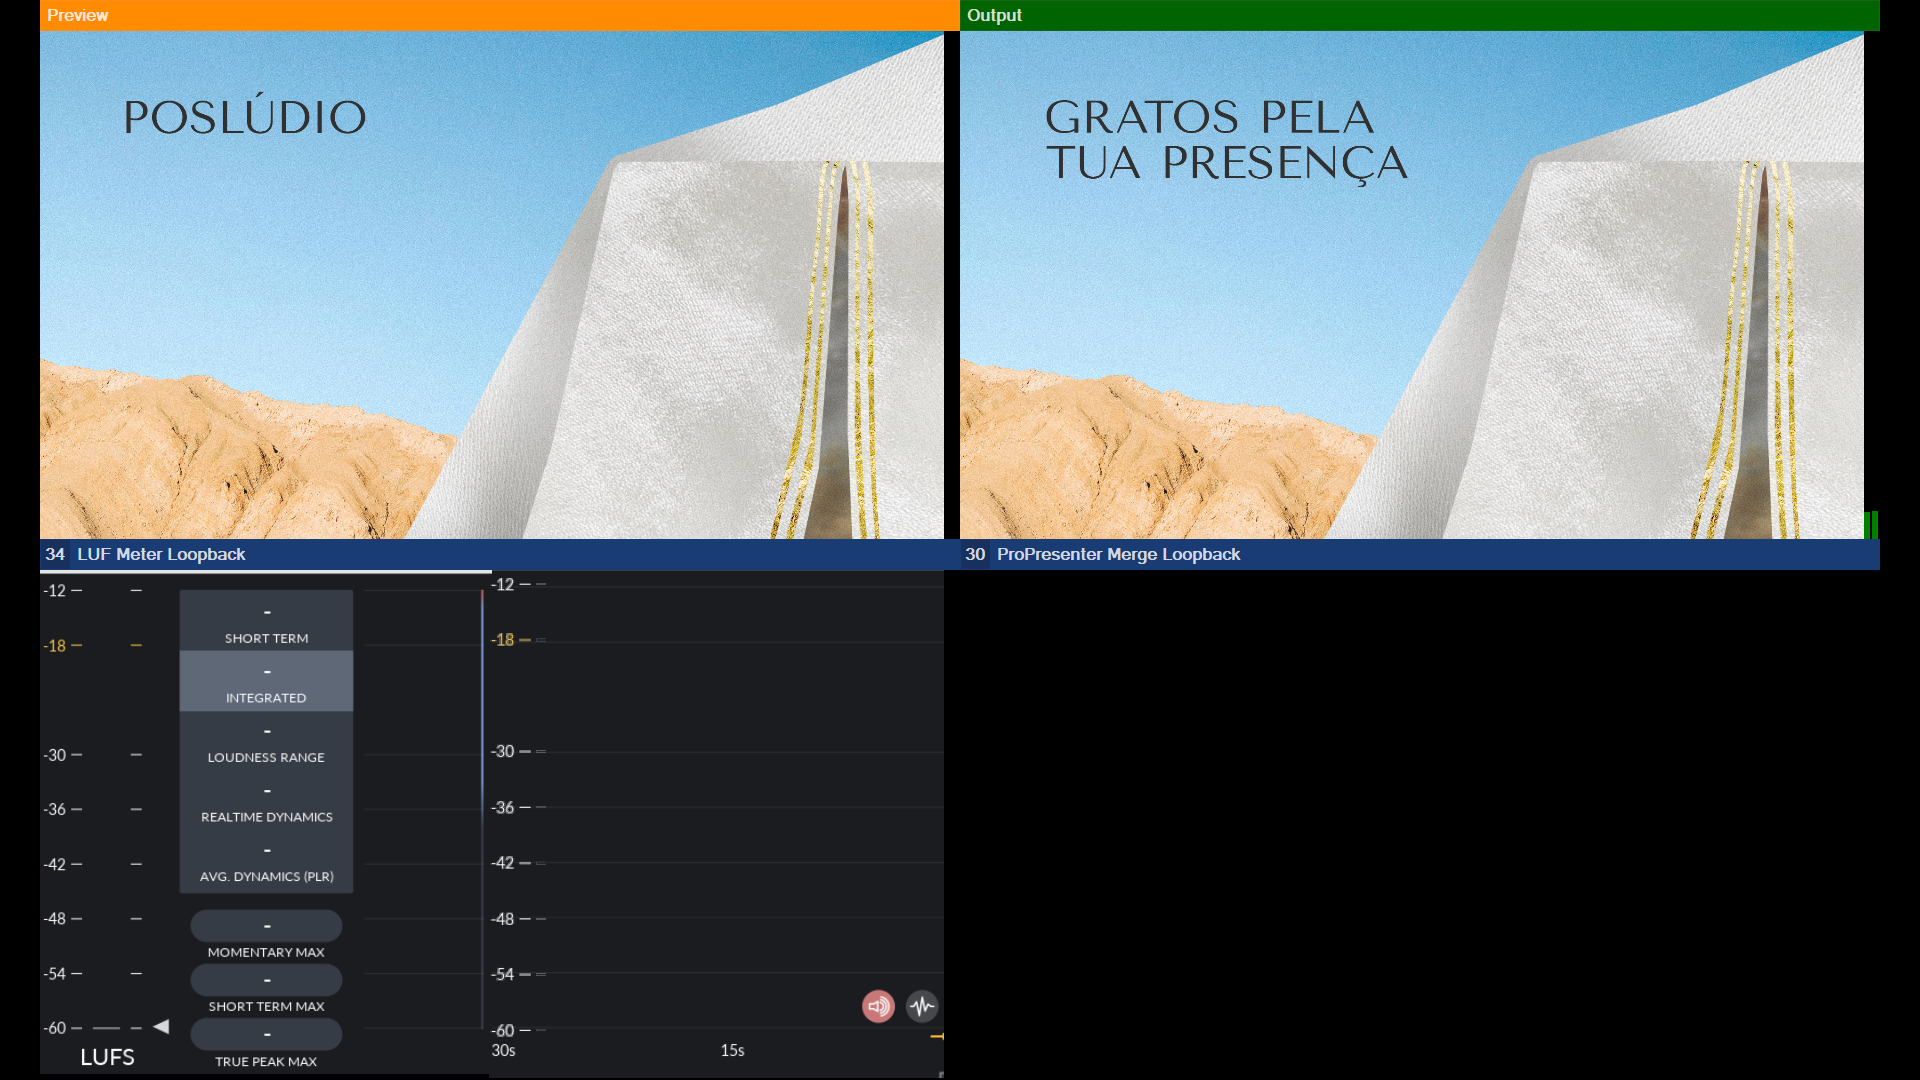 Preview
Output
POSLÚDIO
GRATOS PELA
TUA PRESENÇA
34 LUF Meter Loopback
30 ProPresenter Merge Loopback
-12
-18
-30
-36
-42
-48
-54
-60
LUFS
-
SHORT TERM
-
INTEGRATED
-
LOUDNESS RANGE
-
REALTIME DYNAMICS
-
AVG. DYNAMICS (PLR)
-
MOMENTARY MAX
-
SHORT TERM MAX
-
TRUE PEAK MAX
-12
-18
-30
-36
-42
-48
-54
-60
30s
15s